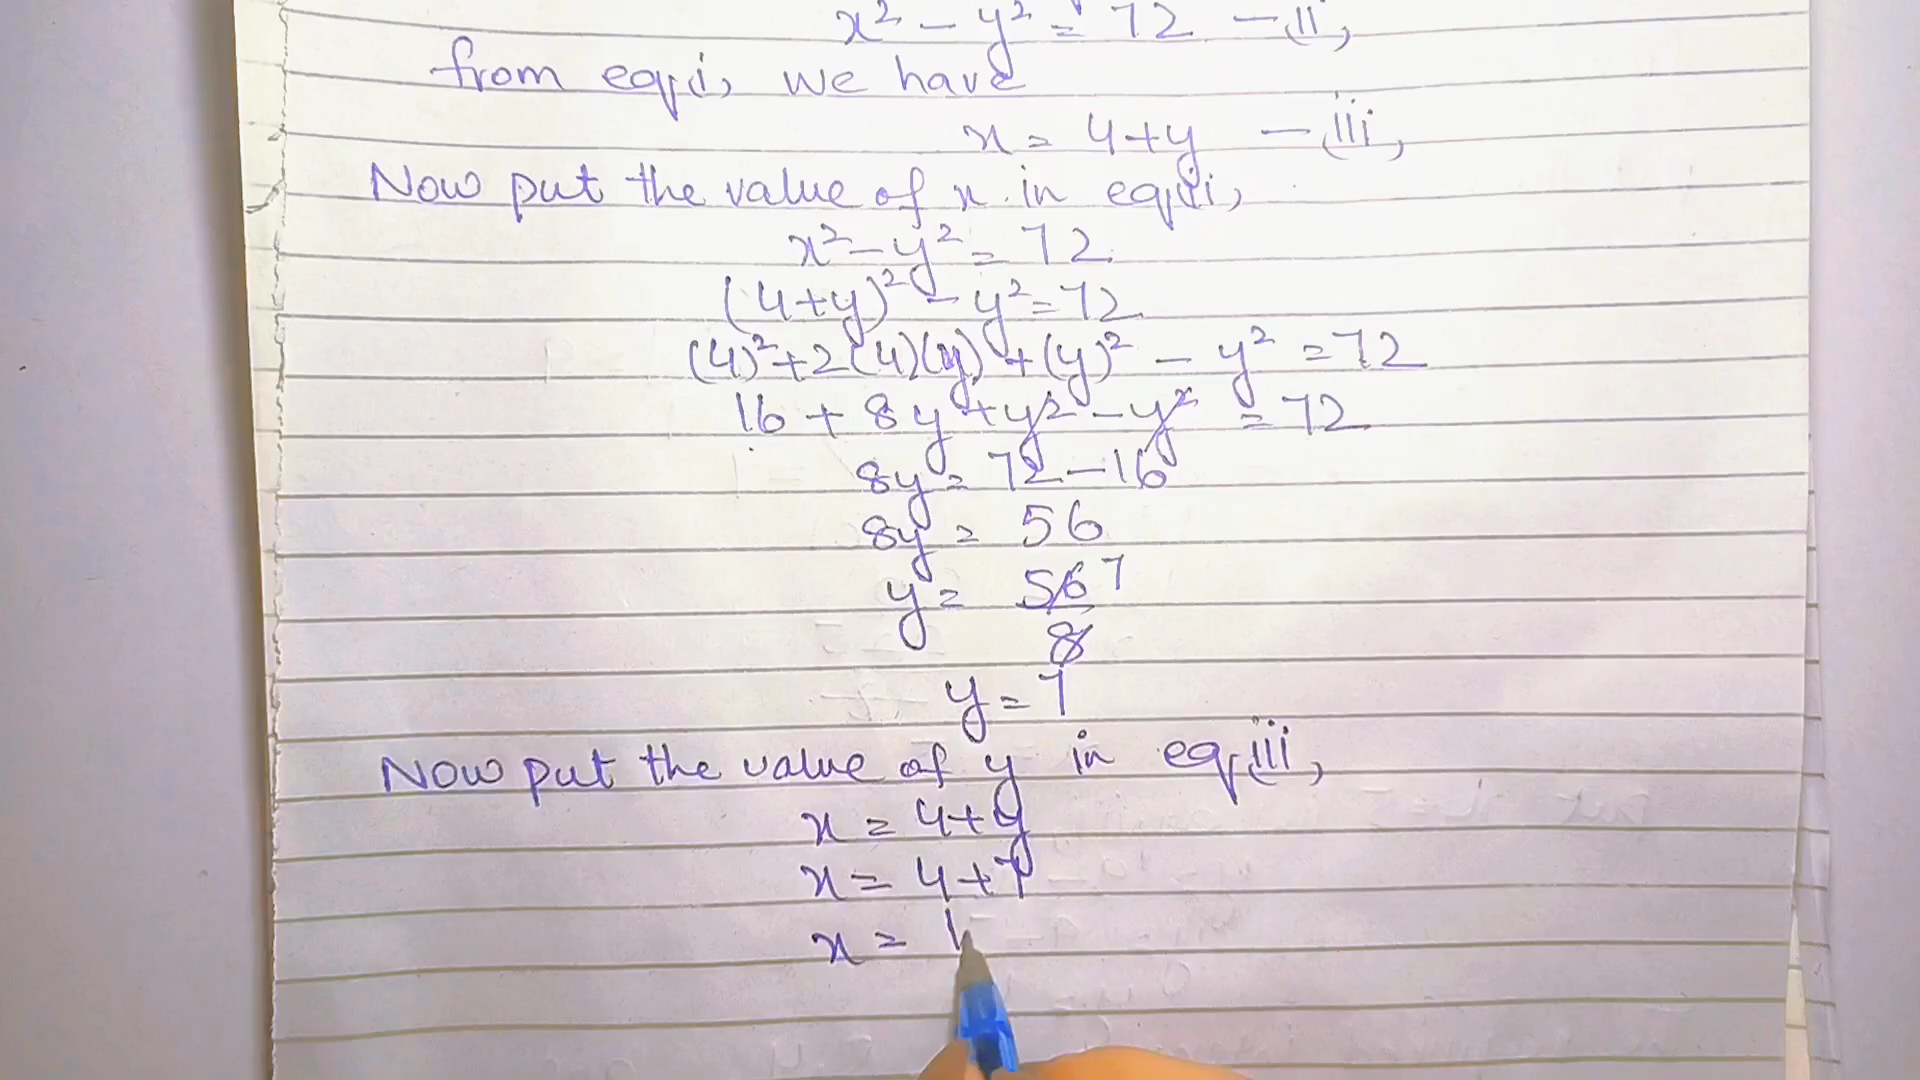 x² - y² = 72 - ii,
from eq i, we have
x = 4+y - iii,
Now put the value of x in eq ii,
x² - y² = 72
(4+y)² - y² = 72
(4)² + 2(4)(y) + (y)² - y² = 72
16 + 8y + y² - y² = 72
8y = 72 - 16
8y = 56
y = 56 7
8
y = 7
Now put the value of y in eq iii,
x = 4+y
x = 4+7
x = 1